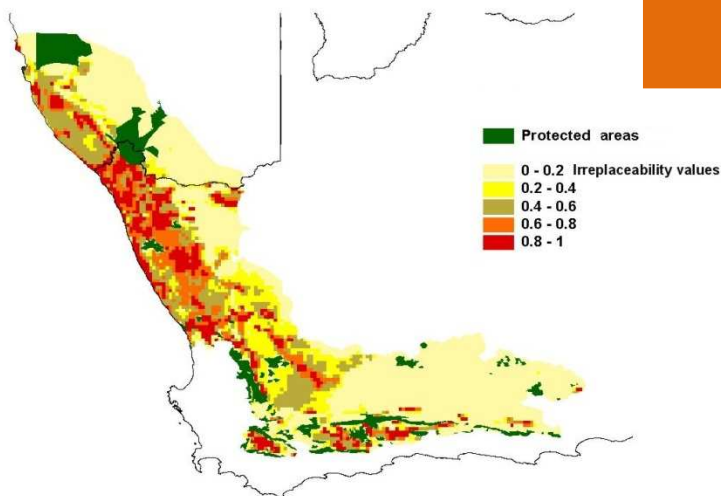 Protected areas
0 - 0.2 Irreplaceability values
0.2 - 0.4
0.4 - 0.6
0.6 - 0.8
0.8 - 1